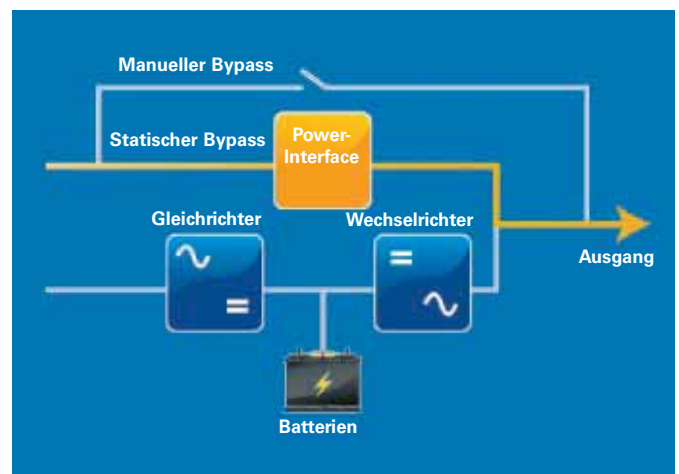 Manueller Bypass
Statischer Bypass
Power-
Interface
Gleichrichter
Wechselrichter
Ausgang
Batterien